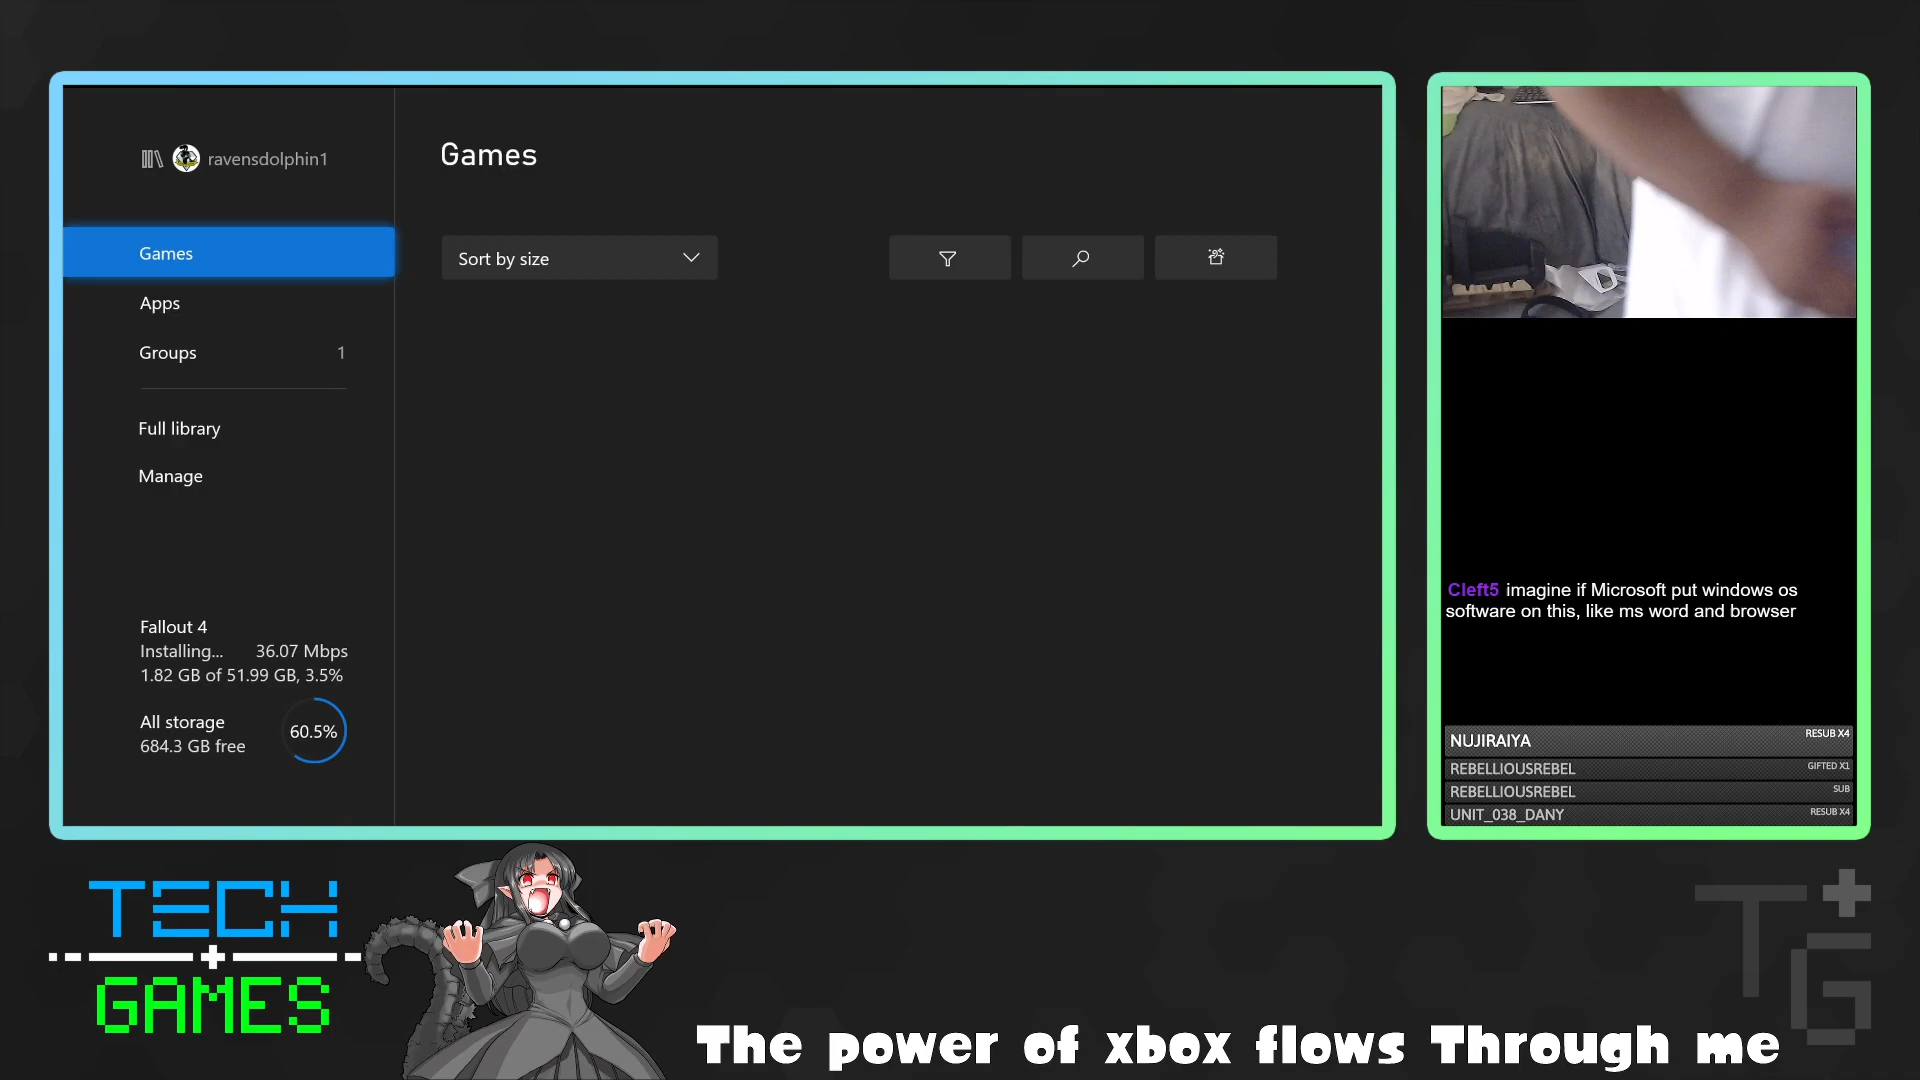 ravensdolphin1
Games
Apps
Groups 1
Full library
Manage
Fallout 4
Installing... 36.07 Mbps
1.82 GB of 51.99 GB, 3.5%
All storage
684.3 GB free
60.5%
Games
Sort by size
Cleft5 imagine if Microsoft put windows os
software on this, like ms word and browser
NUJIRAIYA RESUB X4
REBELLIOUSREBEL GIFTED X1
REBELLIOUSREBEL SUB
UNIT_038_DANY RESUB X4
TECH
+
GAMES
The power of xbox flows Through me
T+
G